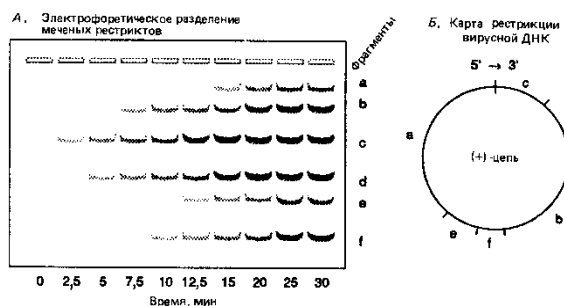 А. Электрофоретическое разделение
меченых рестриктов
Фрагменты
a
b
c
d
e
f
0 2,5 5 7,5 10 12,5 15 20 25 30
Время, мин
Б. Карта рестрикции
вирусной ДНК
5' → 3'
c
a
(+)-цепь
b
e
f